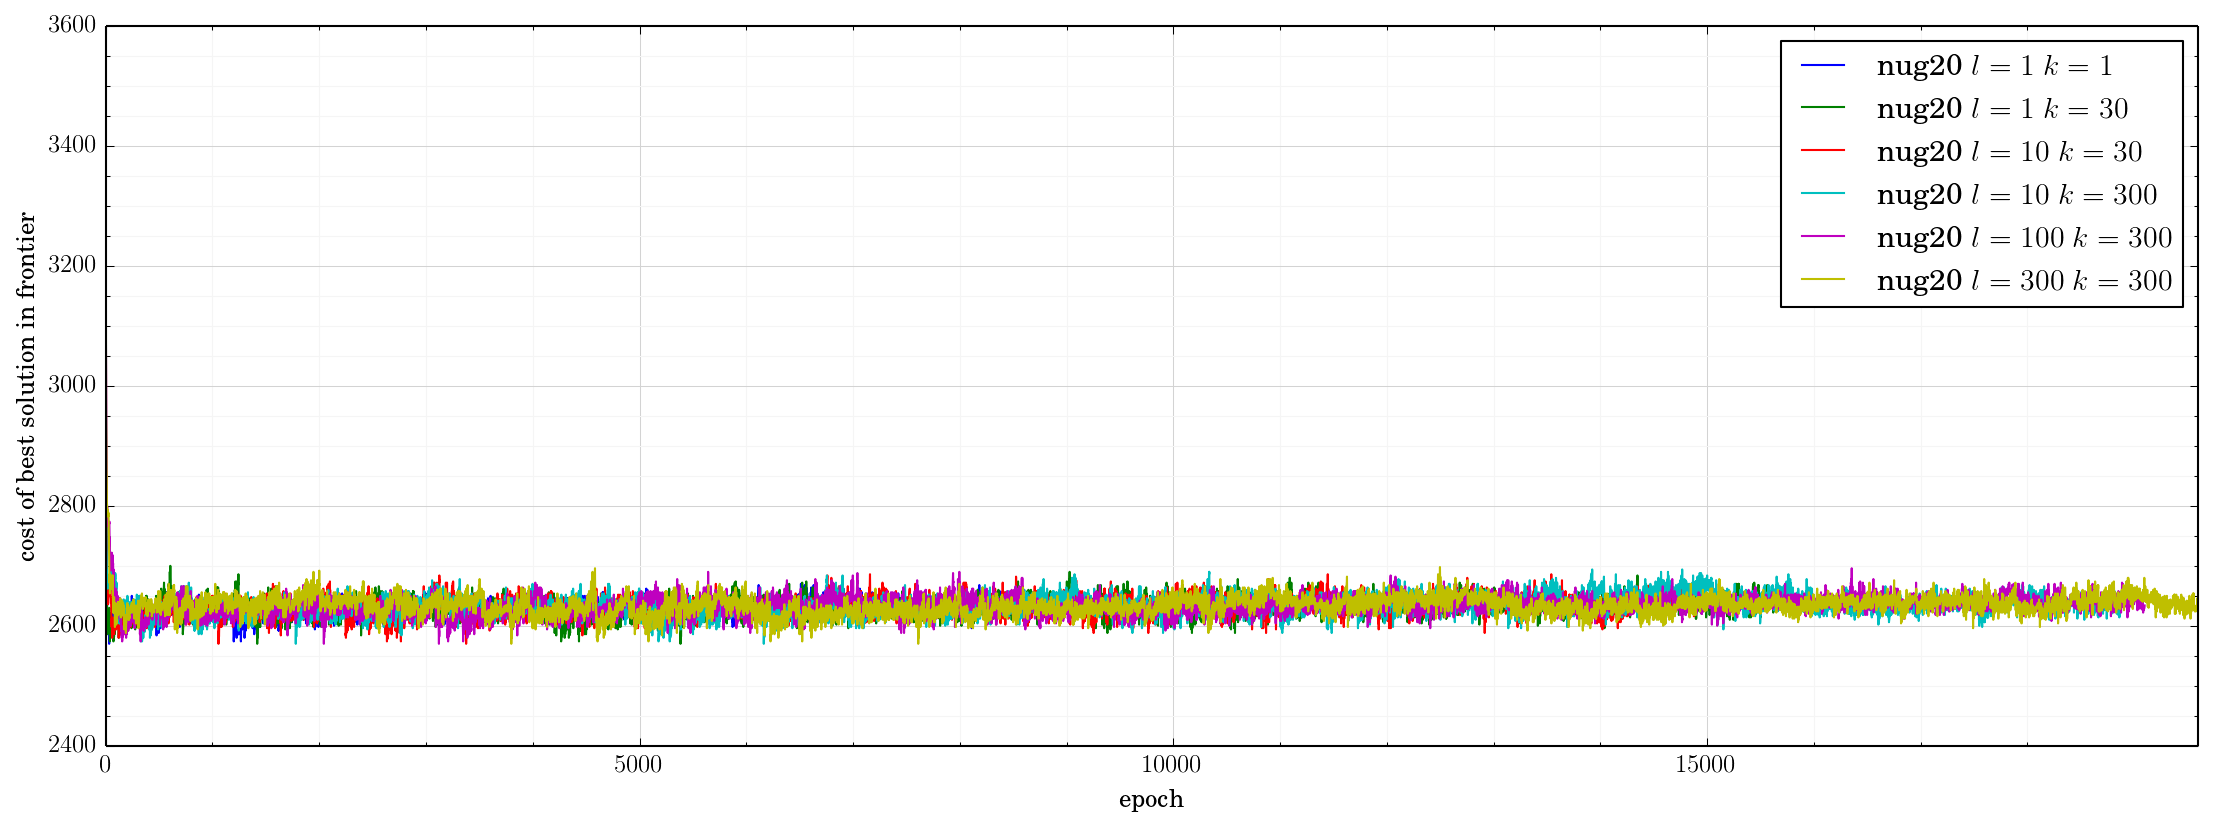 3600
3400
3200
3000
2800
2600
2400
cost of best solution in frontier
nug20 l = 1 k = 1
nug20 l = 1 k = 30
nug20 l = 10 k = 30
nug20 l = 10 k = 300
nug20 l = 100 k = 300
nug20 l = 300 k = 300
0 5000 10000 15000
epoch